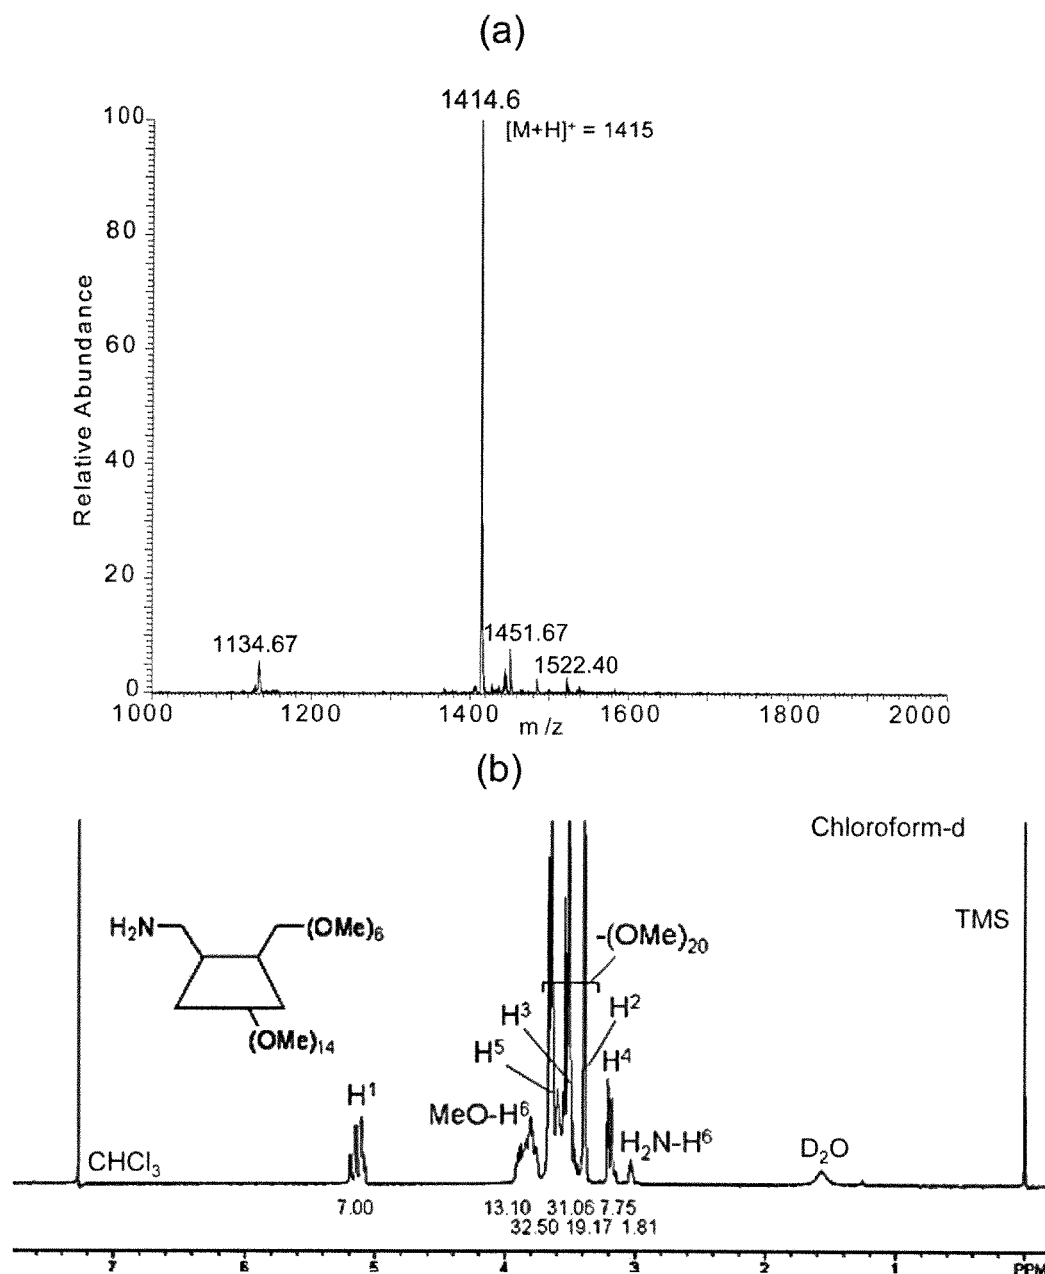 (a)
1414.6
[M+H]⁺ = 1415
100
80
60
40
20
0
Relative Abundance
1134.67
1451.67
1522.40
1000 1200 1400 1600 1800 2000
m /z
(b)
Chloroform-d
TMS
H₂N
(OMe)₆
(OMe)₁₄
-(OMe)₂₀
H³
H²
H⁵
H⁴
H¹
MeO-H⁶
H₂N-H⁶
D₂O
CHCl₃
7.00 13.10 31.06 7.75
32.50 19.17 1.81
7 6 5 4 3 2 1 PPM